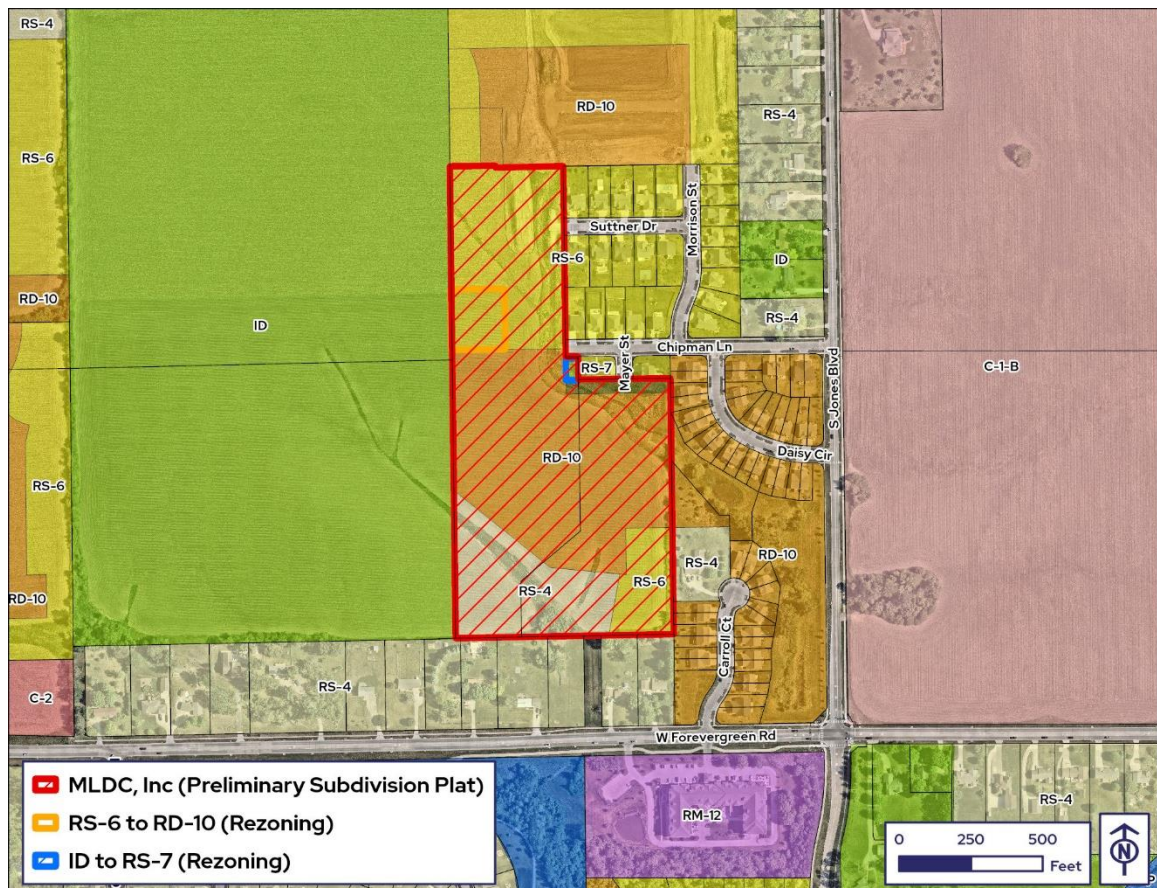 RS-4
RD-10
RS-4
RS-6
Suttner Dr
Morrison St
RS-6
ID
RD-10
ID
RS-4
Chipman Ln
Mayer St
RS-7
S Jones Blvd
C-1-B
Daisy Cir
RD-10
RS-6
RD-10
RS-4
RS-6
RS-4
RD-10
Carroll Ct
C-2
RS-4
W Forevergreen Rd
MLDC, Inc (Preliminary Subdivision Plat)
RS-6 to RD-10 (Rezoning)
ID to RS-7 (Rezoning)
RM-12
RS-4
0 250 500
Feet
N